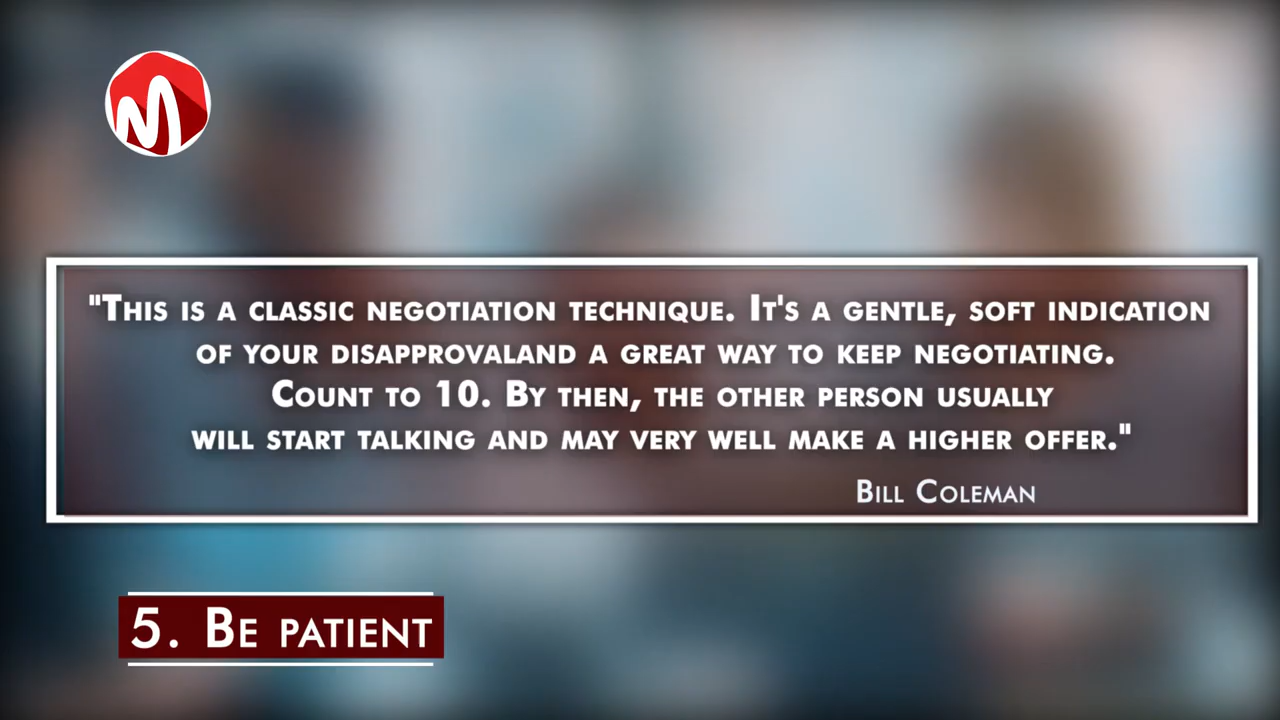 "This is a classic negotiation technique. It's a gentle, soft indication
of your disapprovaland a great way to keep negotiating.
Count to 10. By then, the other person usually
will start talking and may very well make a higher offer."
Bill Coleman
5. Be patient